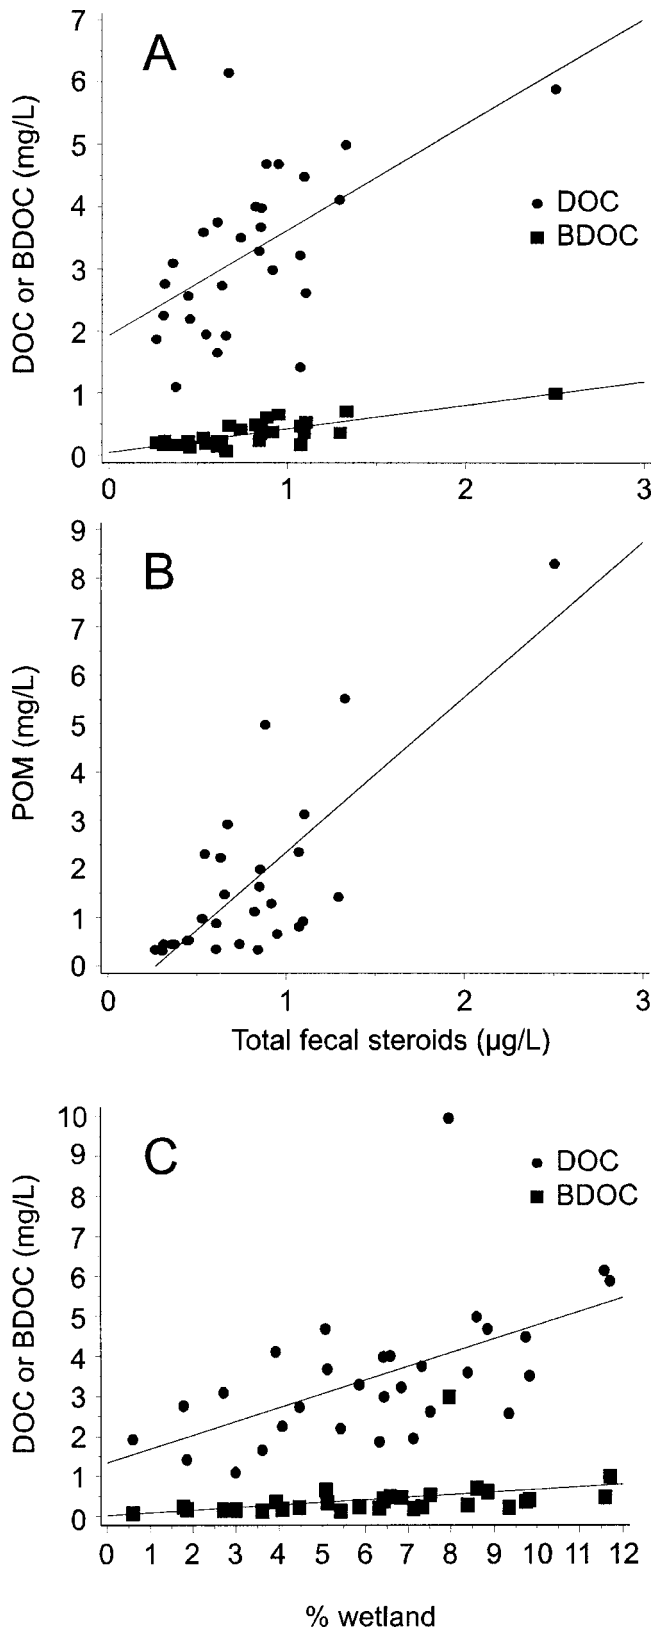 A
DOC or BDOC (mg/L)
7
6
5
4
3
2
1
0
DOC
BDOC
0 1 2 3
B
POM (mg/L)
9
8
7
6
5
4
3
2
1
0
0 1 2 3
Total fecal steroids (µg/L)
C
DOC or BDOC (mg/L)
10
9
8
7
6
5
4
3
2
1
0
DOC
BDOC
0 1 2 3 4 5 6 7 8 9 10 11 12
% wetland